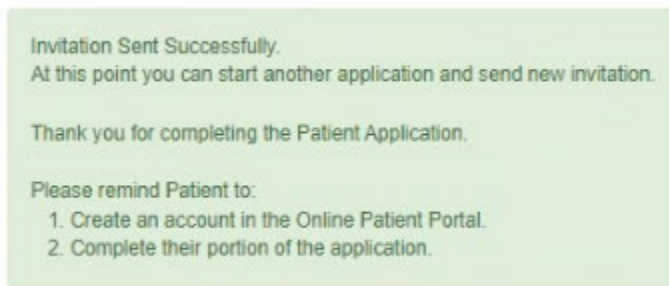 Invitation Sent Successfully.
At this point you can start another application and send new invitation.
Thank you for completing the Patient Application.
Please remind Patient to:
1. Create an account in the Online Patient Portal.
2. Complete their portion of the application.